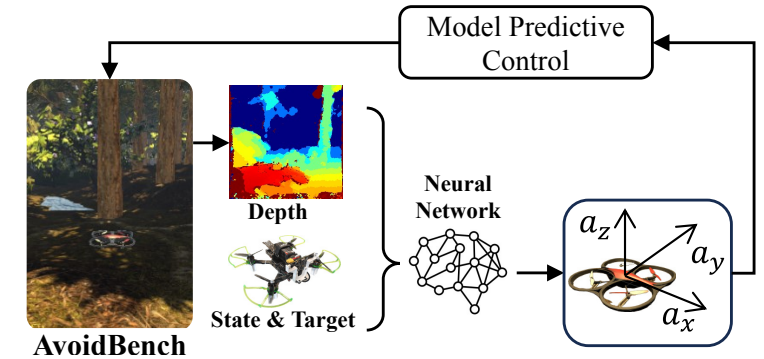 Model Predictive
Control
Depth
Neural
Network
State & Target
AvoidBench
a_z
a_y
a_x